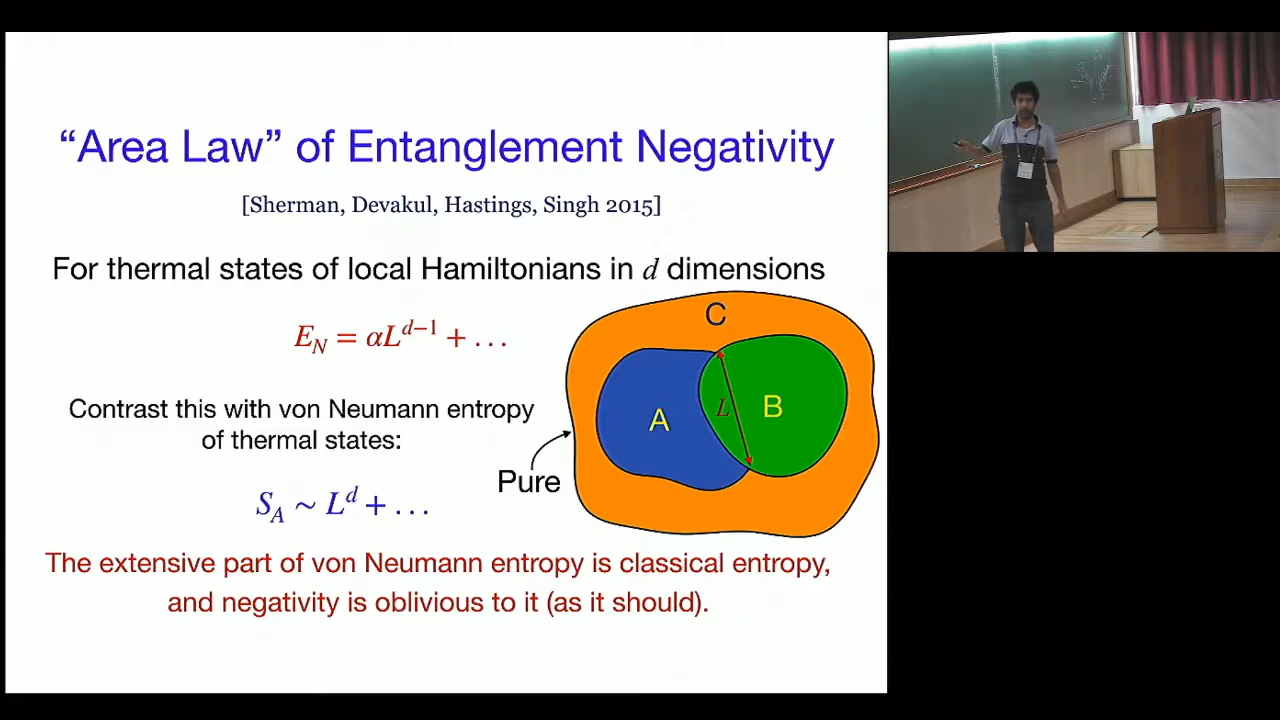 “Area Law” of Entanglement Negativity
[Sherman, Devakul, Hastings, Singh 2015]
For thermal states of local Hamiltonians in d dimensions
E_N = αL^{d−1} + …
Contrast this with von Neumann entropy
of thermal states:
S_A ∼ L^d + …
C
A
L
B
Pure
The extensive part of von Neumann entropy is classical entropy,
and negativity is oblivious to it (as it should).